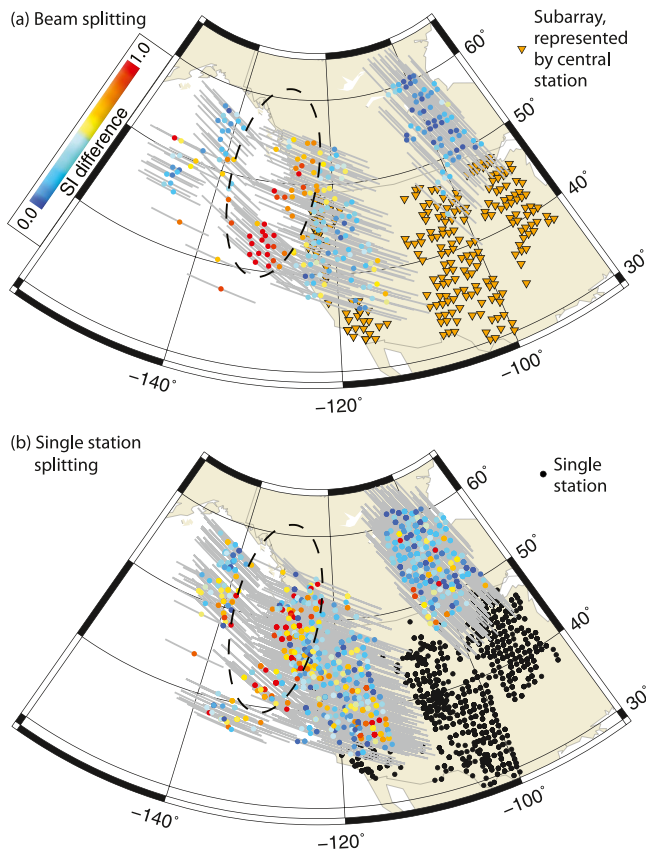 (a) Beam splitting
Subarray,
represented
by central
station
1.0
SI difference
0.0
60°
50°
40°
30°
−140°
−120°
−100°
(b) Single station
splitting
Single
station
60°
50°
40°
30°
−140°
−120°
−100°